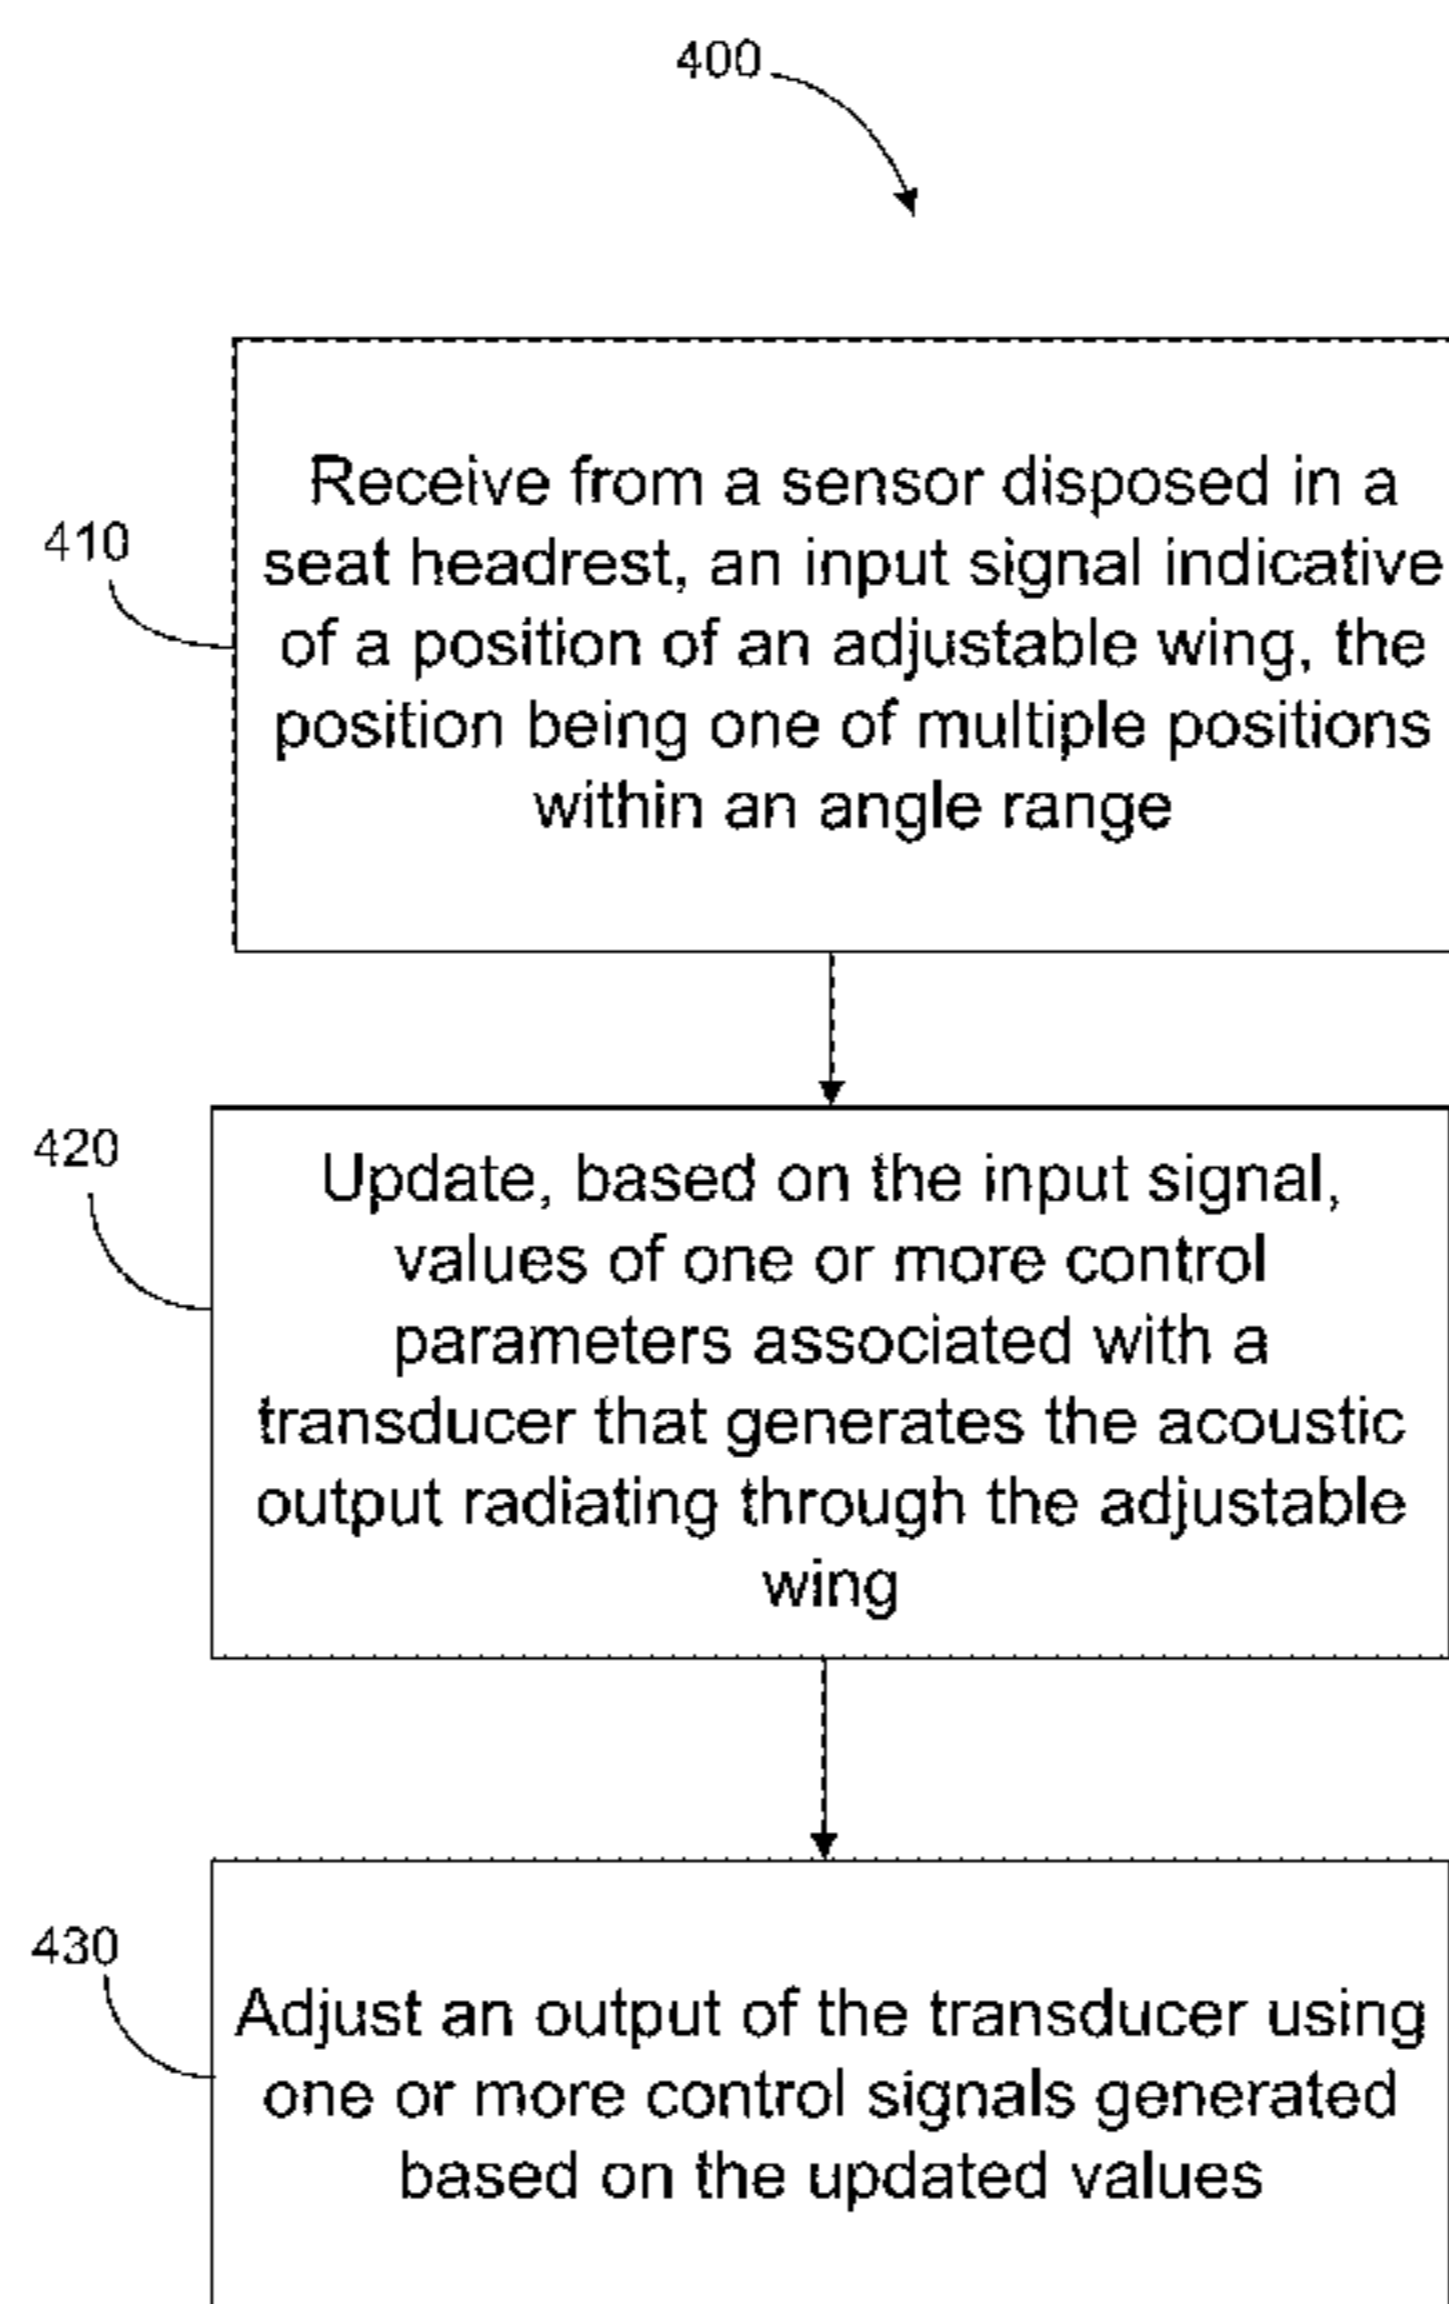 400
410
Receive from a sensor disposed in a
seat headrest, an input signal indicative
of a position of an adjustable wing, the
position being one of multiple positions
within an angle range
420
Update, based on the input signal,
values of one or more control
parameters associated with a
transducer that generates the acoustic
output radiating through the adjustable
wing
430
Adjust an output of the transducer using
one or more control signals generated
based on the updated values